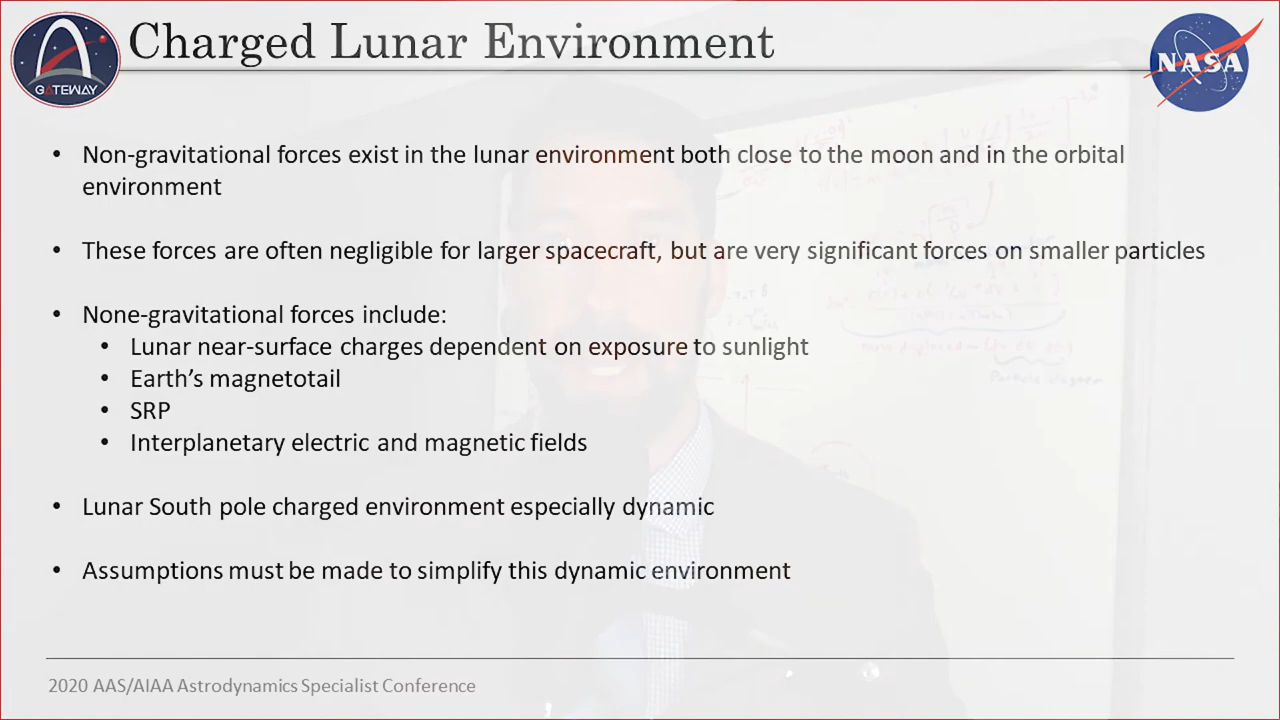 Charged Lunar Environment
GATEWAY
NASA
• Non-gravitational forces exist in the lunar environment both close to the moon and in the orbital
environment
• These forces are often negligible for larger spacecraft, but are very significant forces on smaller particles
• None-gravitational forces include:
• Lunar near-surface charges dependent on exposure to sunlight
• Earth's magnetotail
• SRP
• Interplanetary electric and magnetic fields
• Lunar South pole charged environment especially dynamic
• Assumptions must be made to simplify this dynamic environment
2020 AAS/AIAA Astrodynamics Specialist Conference